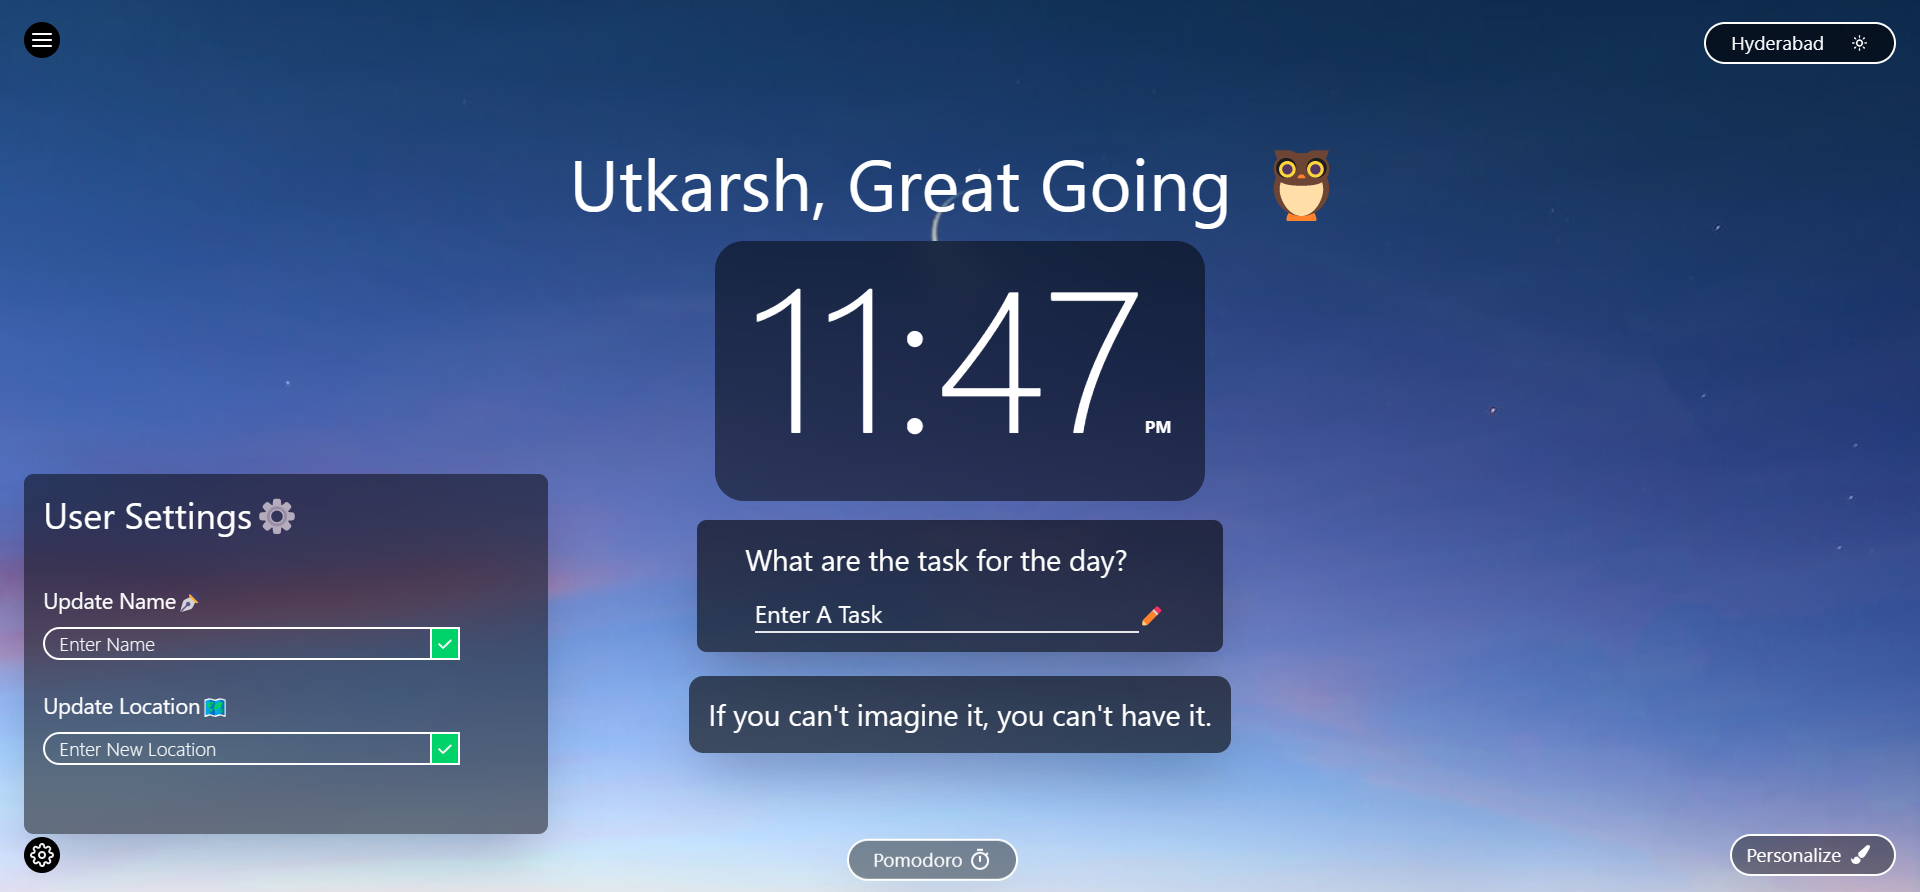 Hyderabad
Utkarsh, Great Going
11:47 PM
User Settings
Update Name
Enter Name
Update Location
Enter New Location
What are the task for the day?
Enter A Task
If you can't imagine it, you can't have it.
Pomodoro
Personalize